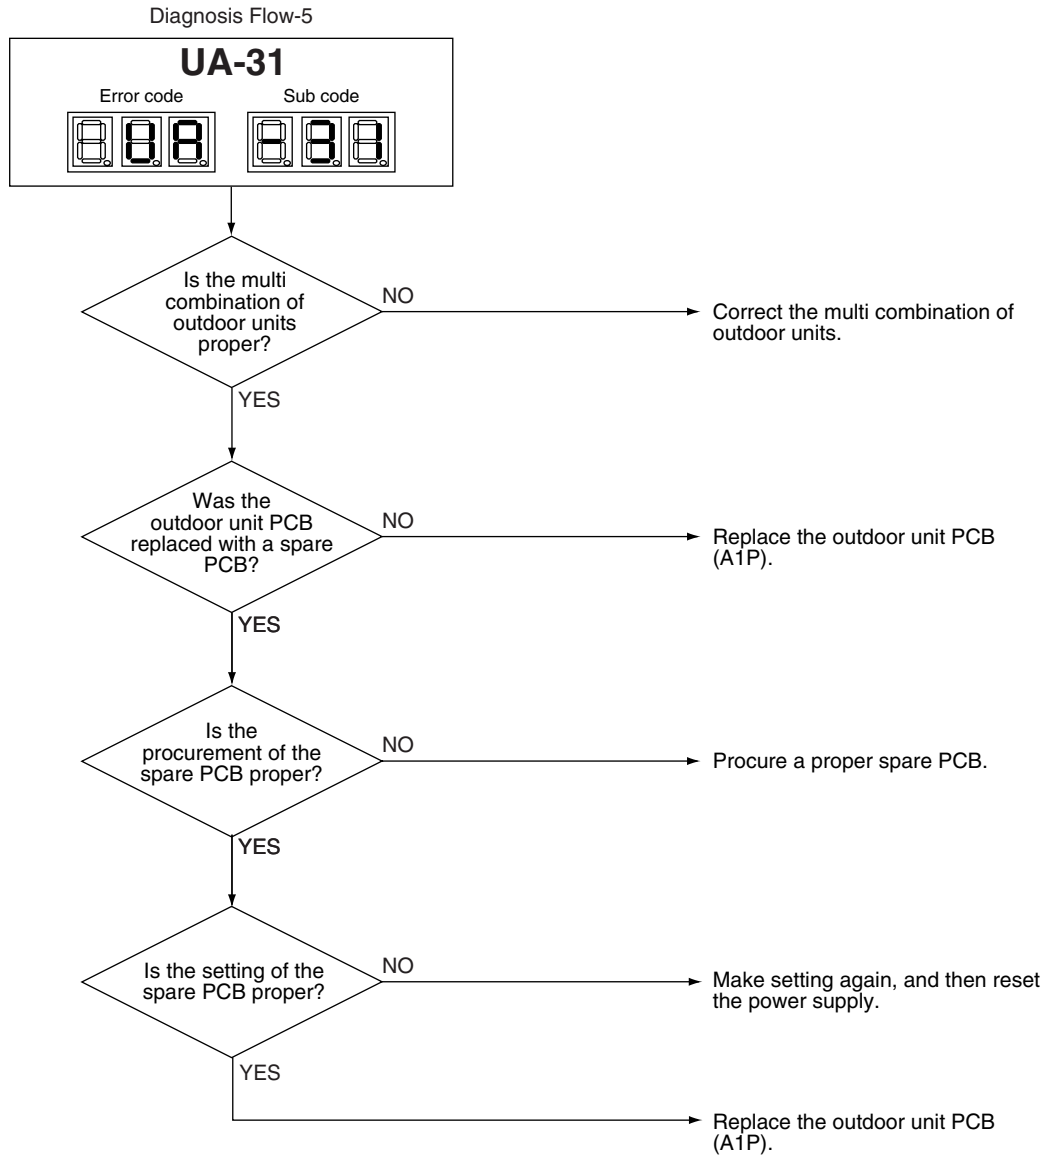 Diagnosis Flow-5
UA-31
Error code
Sub code
UA
-31
Is the multi
combination of
outdoor units
proper?
NO
Correct the multi combination of
outdoor units.
YES
Was the
outdoor unit PCB
replaced with a spare
PCB?
NO
Replace the outdoor unit PCB
(A1P).
YES
Is the
procurement of the
spare PCB proper?
NO
Procure a proper spare PCB.
YES
Is the setting of the
spare PCB proper?
NO
Make setting again, and then reset
the power supply.
YES
Replace the outdoor unit PCB
(A1P).